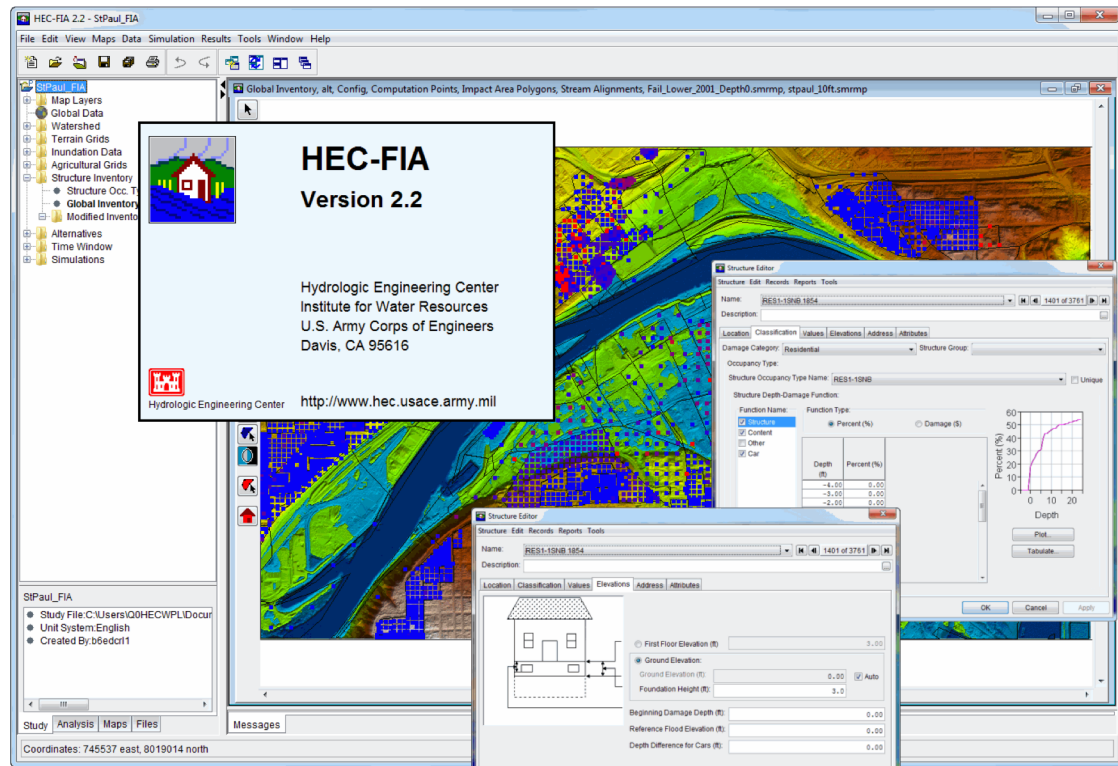 HEC-FIA 2.2 - StPaul_FIA
File Edit View Maps Data Simulation Results Tools Window Help
StPaul_FIA
Map Layers
Global Data
Watershed
Terrain Grids
Inundation Data
Agricultural Grids
Structure Inventory
Structure Occ. Ty
Global Inventory
Modified Invento
Alternatives
Time Window
Simulations
Global Inventory, alt, Config, Computation Points, Impact Area Polygons, Stream Alignments, Fail_Lower_2001_Depth0.smrmp, stpaul_10ft.smrmp
HEC-FIA
Version 2.2
Hydrologic Engineering Center
Institute for Water Resources
U.S. Army Corps of Engineers
Davis, CA 95616
Hydrologic Engineering Center
http://www.hec.usace.army.mil
Structure Editor
Structure Edit Records Reports Tools
Name: RES1-1SNB 1854 1401 of 3761
Description:
Location Classification Values Elevations Address Attributes
Damage Category: Residential Structure Group:
Occupancy Type:
Structure Occupancy Type Name: RES1-1SNB Unique
Structure Depth-Damage Function:
Function Name: Function Type:
Structure Percent (%) Damage ($)
Content
Other
Car
Depth (ft) Percent (%)
-4.00 0.00
-3.00 0.00
-2.00 0.00
Percent (%)
60
50
40
30
20
10
0
0 10 20
Depth
Plot...
Tabulate...
OK Cancel Apply
Structure Editor
Structure Edit Records Reports Tools
Name: RES1-1SNB 1854 1401 of 3761
Description:
Location Classification Values Elevations Address Attributes
First Floor Elevation (ft) 3.00
Ground Elevation:
Ground Elevation (ft): 0.00 Auto
Foundation Height (ft): 3.0
Beginning Damage Depth (ft): 0.00
Reference Flood Elevation (ft): 0.00
Depth Difference for Cars (ft): 0.00
StPaul_FIA
Study File:C:\Users\Q0HECWPL\Docur
Unit System:English
Created By:b6edcrl1
Study Analysis Maps Files
Messages
Coordinates: 745537 east, 8019014 north